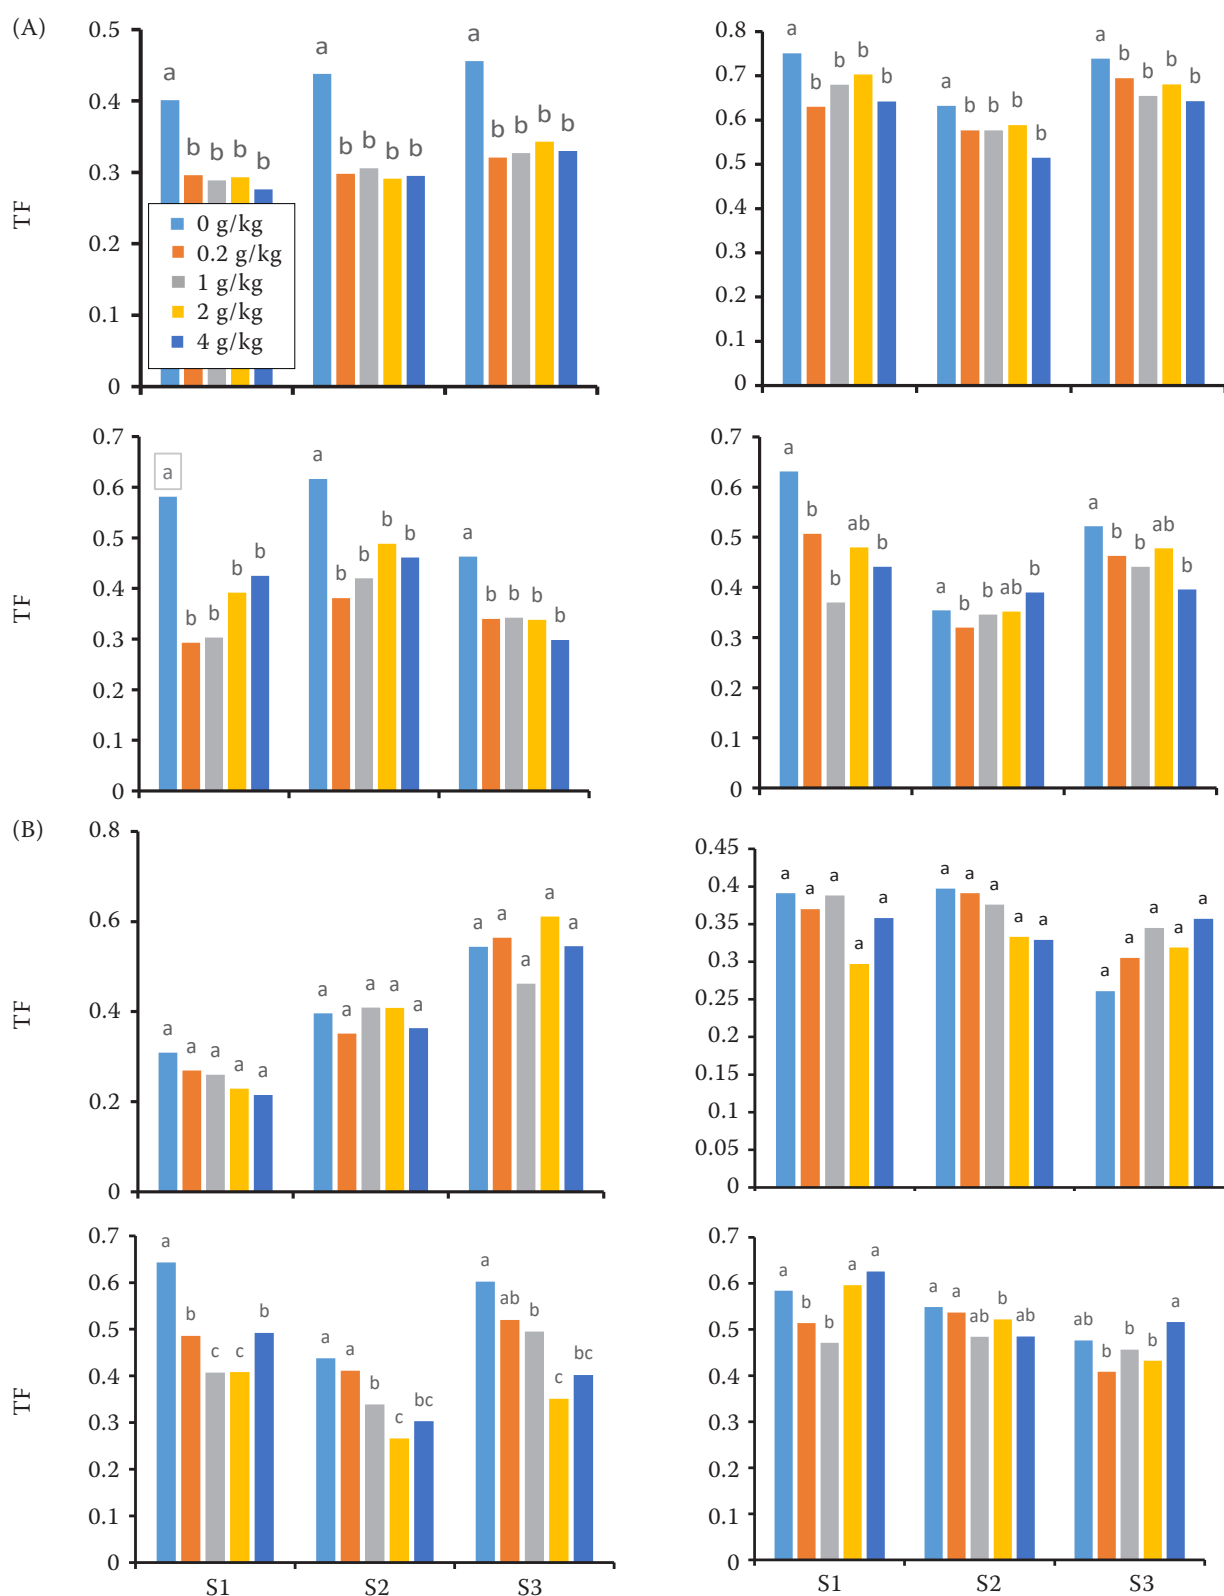 (A)
0.5
0.4
0.3
0.2
0.1
0
TF
a b b b b
a b b b b
a b b b b
0 g/kg
0.2 g/kg
1 g/kg
2 g/kg
4 g/kg
0.8
0.7
0.6
0.5
0.4
0.3
0.2
0.1
0
a b b b b
a b b b b
a b b b b
0.7
0.6
0.5
0.4
0.3
0.2
0.1
0
TF
a b b b b
a b b b b
a b b b b
0.7
0.6
0.5
0.4
0.3
0.2
0.1
0
a b b ab b
a b b ab b
a b b ab b
(B)
0.8
0.6
0.4
0.2
0
TF
a a a a a
a a a a a
a a a a a
0.45
0.4
0.35
0.3
0.25
0.2
0.15
0.1
0.05
0
a a a a a
a a a a a
a a a a a
0.7
0.6
0.5
0.4
0.3
0.2
0.1
0
TF
a b c c b
a a b c bc
a ab b c bc
S1 S2 S3
0.7
0.6
0.5
0.4
0.3
0.2
0.1
0
a b b a a
a a ab b ab
ab b b b a
S1 S2 S3